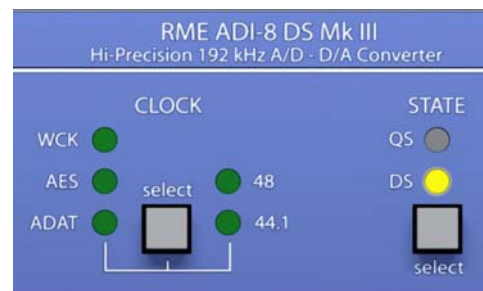 RME ADI-8 DS Mk III
Hi-Precision 192 kHz A/D - D/A Converter
CLOCK
STATE
WCK
QS
AES
select
48
DS
ADAT
44.1
select